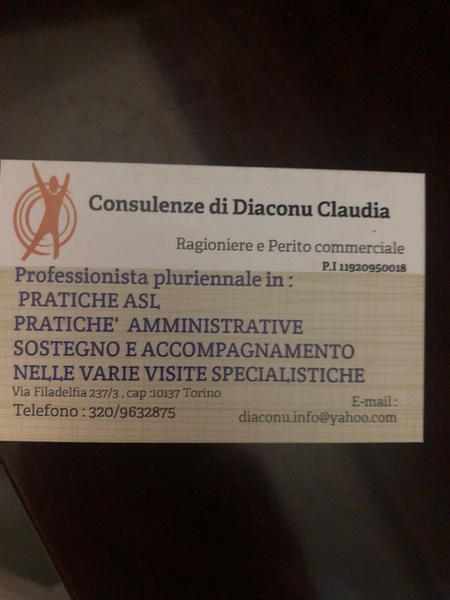 Consulenze di Diaconu Claudia
Ragioniere e Perito commerciale
P.I 11920950018
Professionista pluriennale in :
PRATICHE ASL
PRATICHE' AMMINISTRATIVE
SOSTEGNO E ACCOMPAGNAMENTO
NELLE VARIE VISITE SPECIALISTICHE
Via Filadelfia 237/3 . cap :10137 Torino
Telefono : 320/9632875
E-mail :
diaconu.info@yahoo.com